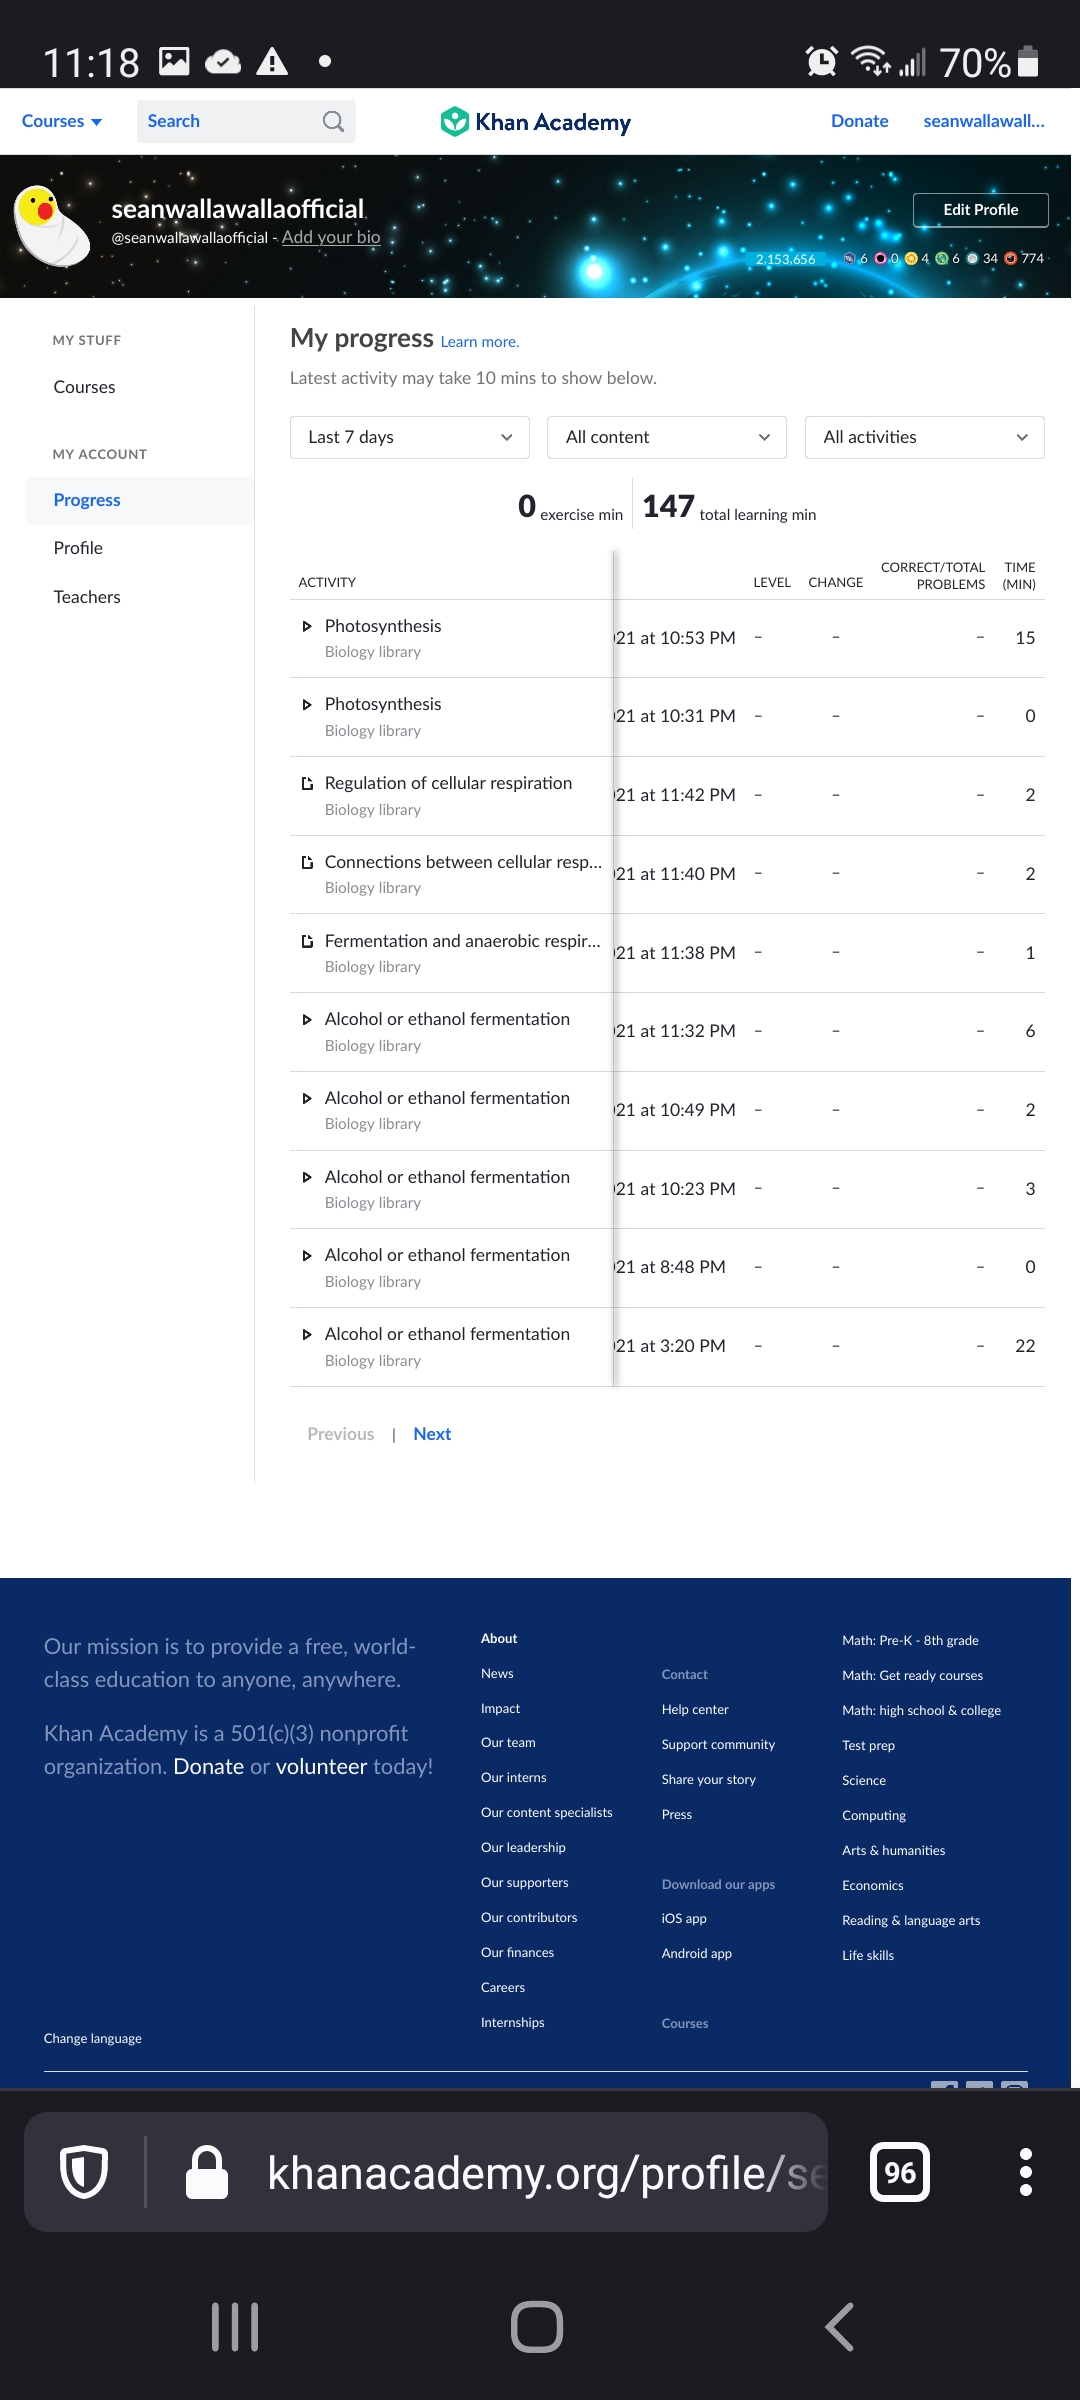 11:18 70%
Courses Search Khan Academy Donate seanwallawall...
seanwallawallaofficial
@seanwallawallaofficial - Add your bio
Edit Profile
2,153,656 6 0 4 6 34 774
MY STUFF
Courses
MY ACCOUNT
Progress
Profile
Teachers
My progress Learn more.
Latest activity may take 10 mins to show below.
Last 7 days All content All activities
0 exercise min 147 total learning min
ACTIVITY LEVEL CHANGE CORRECT/TOTAL PROBLEMS TIME (MIN)
Photosynthesis
Biology library
21 at 10:53 PM – – – 15
Photosynthesis
Biology library
21 at 10:31 PM – – – 0
Regulation of cellular respiration
Biology library
21 at 11:42 PM – – – 2
Connections between cellular resp...
Biology library
21 at 11:40 PM – – – 2
Fermentation and anaerobic respir...
Biology library
21 at 11:38 PM – – – 1
Alcohol or ethanol fermentation
Biology library
21 at 11:32 PM – – – 6
Alcohol or ethanol fermentation
Biology library
21 at 10:49 PM – – – 2
Alcohol or ethanol fermentation
Biology library
21 at 10:23 PM – – – 3
Alcohol or ethanol fermentation
Biology library
21 at 8:48 PM – – – 0
Alcohol or ethanol fermentation
Biology library
21 at 3:20 PM – – – 22
Previous | Next
Our mission is to provide a free, world-
class education to anyone, anywhere.
Khan Academy is a 501(c)(3) nonprofit
organization. Donate or volunteer today!
About
News
Impact
Our team
Our interns
Our content specialists
Our leadership
Our supporters
Our contributors
Our finances
Careers
Internships
Contact
Help center
Support community
Share your story
Press
Download our apps
iOS app
Android app
Courses
Math: Pre-K - 8th grade
Math: Get ready courses
Math: high school & college
Test prep
Science
Computing
Arts & humanities
Economics
Reading & language arts
Life skills
Change language
khanacademy.org/profile/se
96